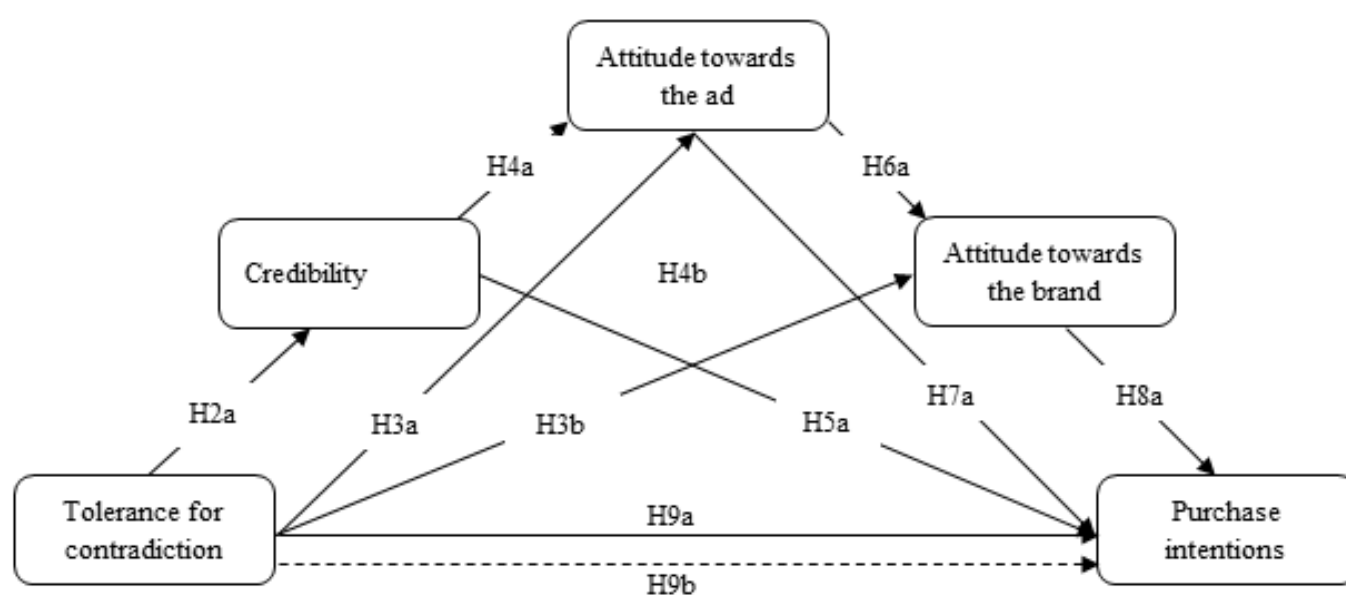 Attitude towards
the ad
H4a
H6a
Credibility
H4b
Attitude towards
the brand
H2a
H3a
H3b
H5a
H7a
H8a
Tolerance for
contradiction
H9a
H9b
Purchase
intentions